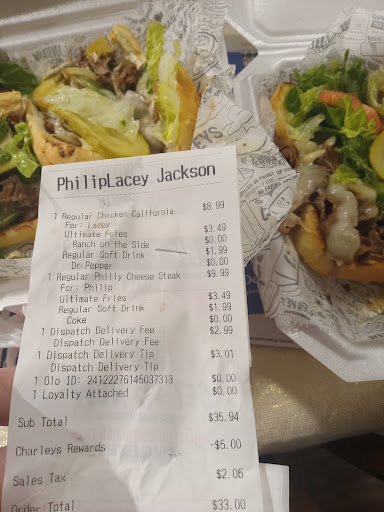 PhilipLacey Jackson
1 Regular Chicken California $8.99
For: Lacey
Ultimate Fries $3.49
Ranch on the Side $0.00
Regular Soft Drink $1.99
Dr Pepper $0.00
1 Regular Philly Cheese Steak $9.99
For: Philip
Ultimate Fries $3.49
Regular Soft Drink $1.99
Coke $0.00
1 Dispatch Delivery Fee $2.99
Dispatch Delivery Fee
1 Dispatch Delivery Tip $3.01
Dispatch Delivery Tip
1 Olo ID: 24122276145037313 $0.00
1 Loyalty Attached $0.00
Sub Total $35.94
Charleys Rewards -$5.00
Sales Tax $2.06
Order Total $33.00